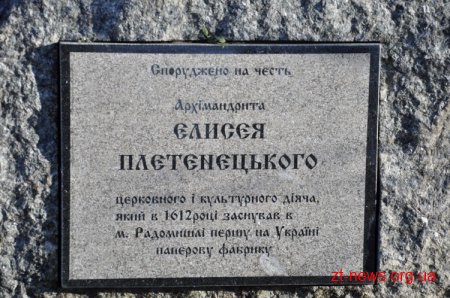 Споруджено на честь
Архімандрита
ЕЛИСЕЯ
ПЛЕТЕНЕЦЬКОГО
церковного і культурного діяча,
який в 1612році заснував в
м. Радомишлі першу на Україні
паперову фабрику
zt-news.org.ua